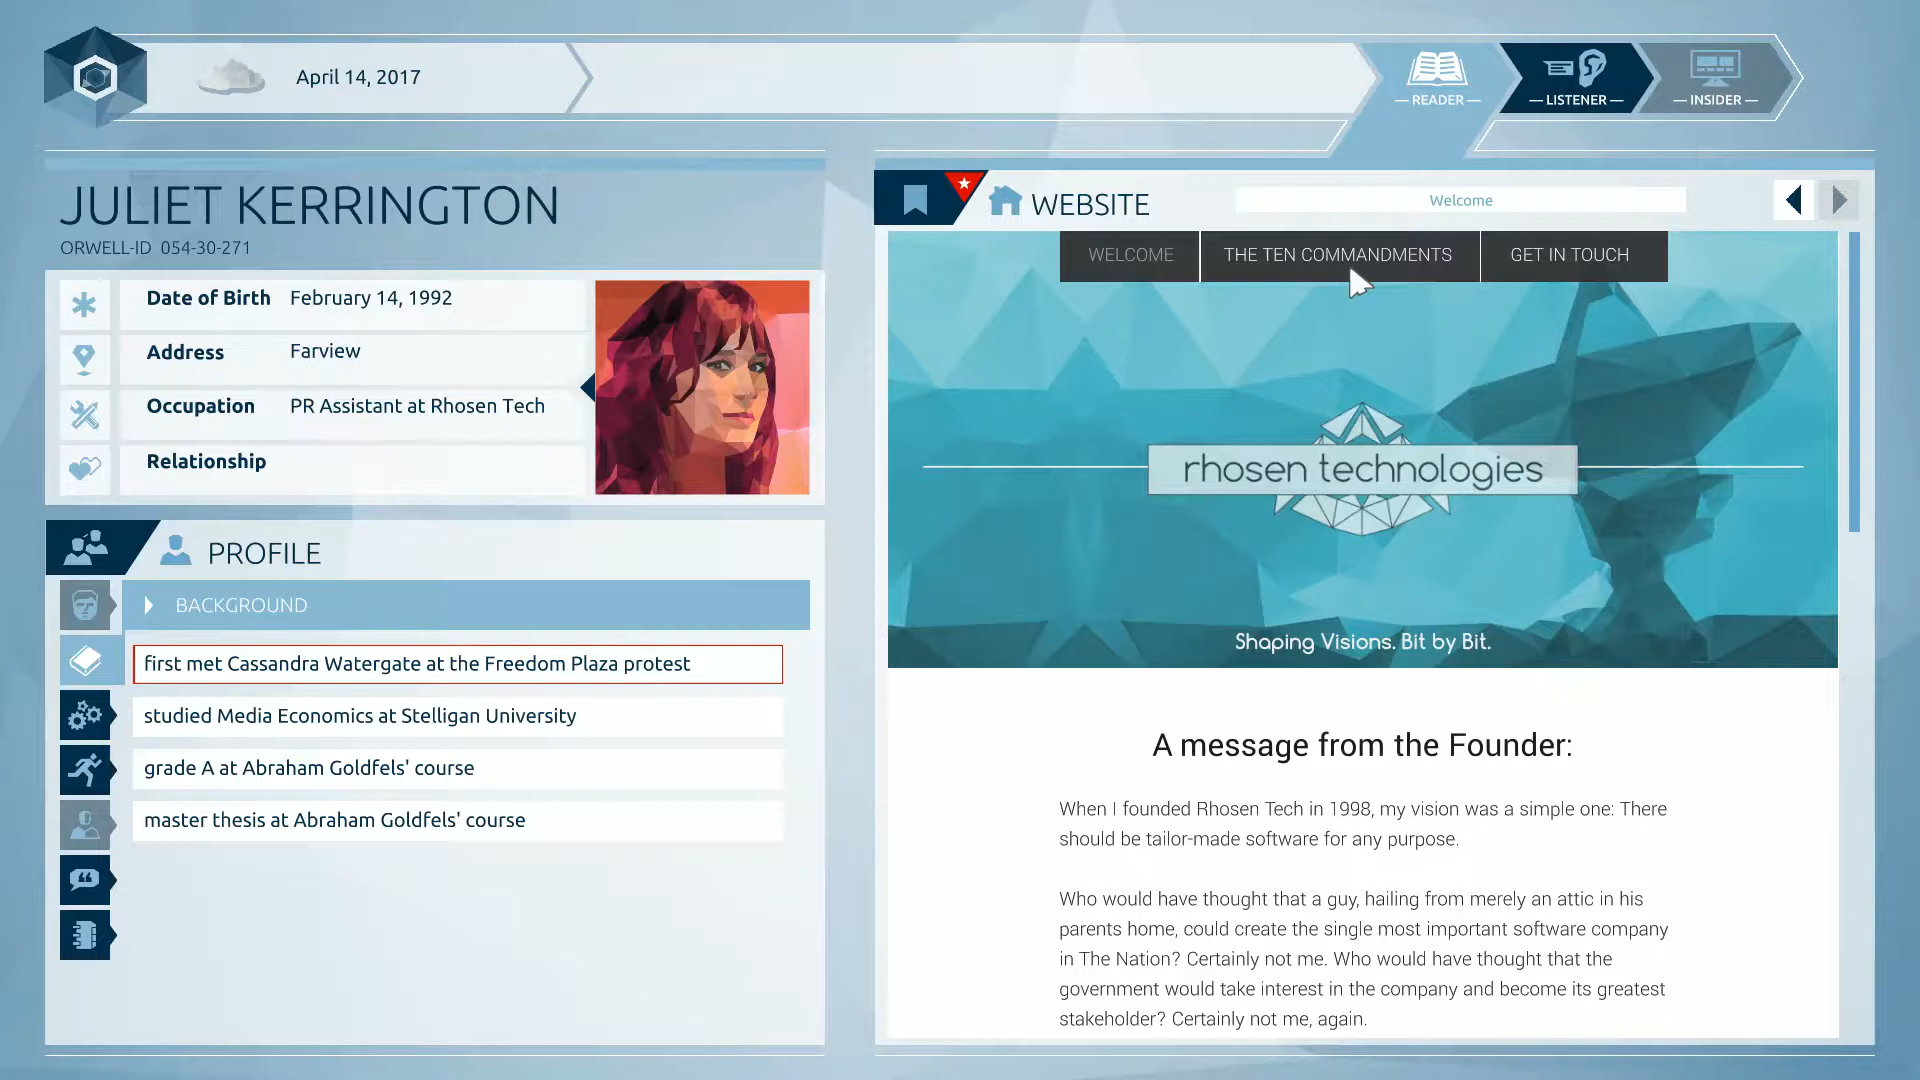 April 14, 2017
— READER —
— LISTENER —
— INSIDER —
JULIET KERRINGTON
ORWELL-ID 054-30-271
Date of Birth February 14, 1992
Address Farview
Occupation PR Assistant at Rhosen Tech
Relationship
PROFILE
BACKGROUND
first met Cassandra Watergate at the Freedom Plaza protest
studied Media Economics at Stelligan University
grade A at Abraham Goldfels' course
master thesis at Abraham Goldfels' course
WEBSITE
Welcome
WELCOME
THE TEN COMMANDMENTS
GET IN TOUCH
rhosen technologies
Shaping Visions. Bit by Bit.
A message from the Founder:
When I founded Rhosen Tech in 1998, my vision was a simple one: There
should be tailor-made software for any purpose.
Who would have thought that a guy, hailing from merely an attic in his
parents home, could create the single most important software company
in The Nation? Certainly not me. Who would have thought that the
government would take interest in the company and become its greatest
stakeholder? Certainly not me, again.